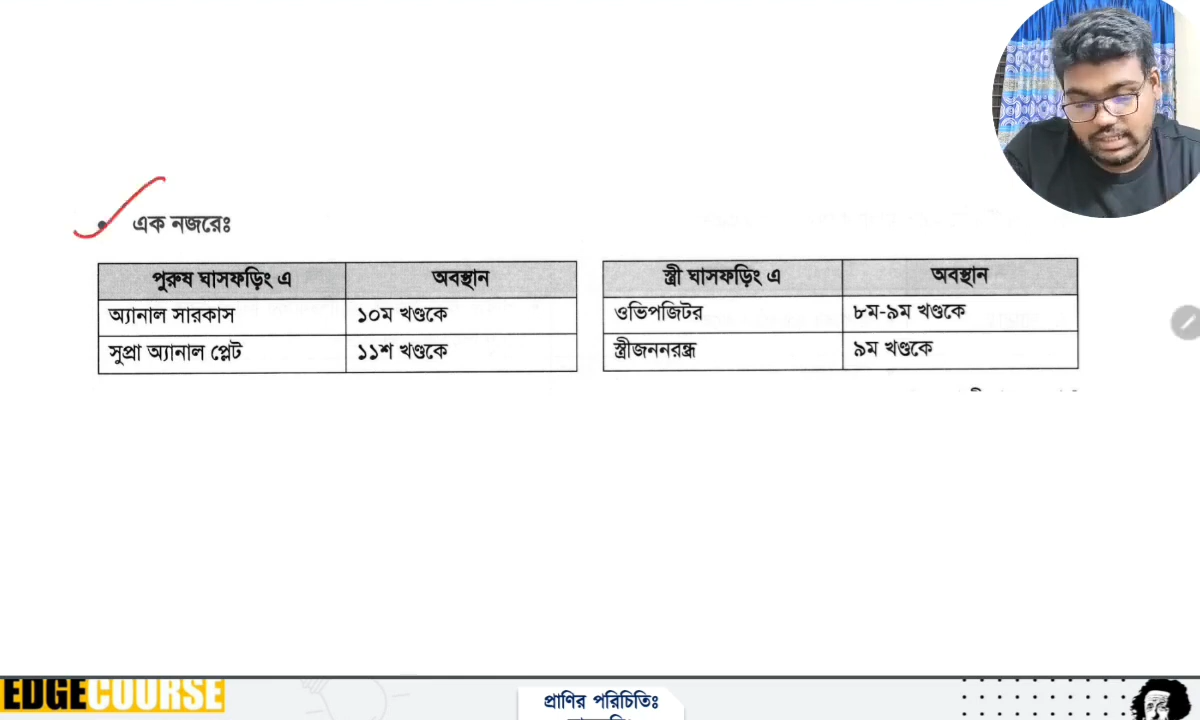 এক নজরেঃ
পুরুষ ঘাসফড়িং এ অবস্থান
অ্যানাল সারকাস ১০ম খণ্ডকে
সুপ্রা অ্যানাল প্লেট ১১শ খণ্ডকে
স্ত্রী ঘাসফড়িং এ অবস্থান
ওভিপজিটর ৮ম-৯ম খণ্ডকে
স্ত্রীজননরন্ধ্র ৯ম খণ্ডকে
EDGECOURSE
প্রাণির পরিচিতিঃ